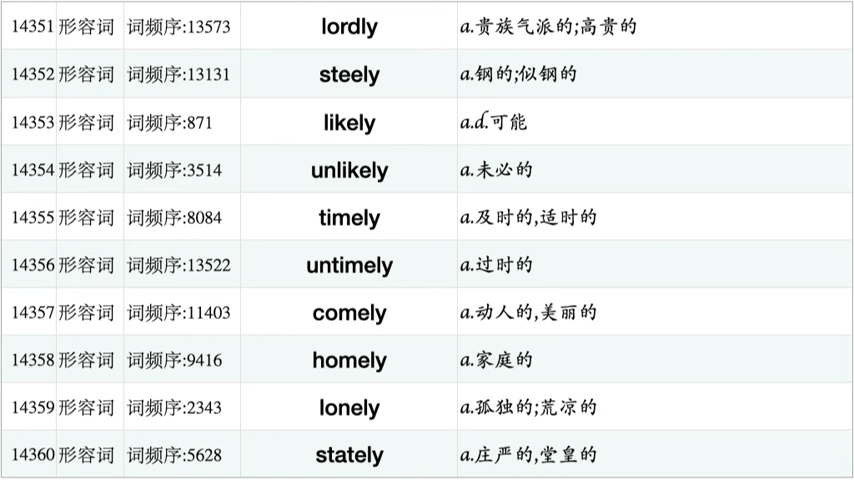 14351 形容词 词频序:13573 lordly a.贵族气派的;高贵的
14352 形容词 词频序:13131 steely a.钢的;似钢的
14353 形容词 词频序:871 likely a.d.可能
14354 形容词 词频序:3514 unlikely a.未必的
14355 形容词 词频序:8084 timely a.及时的,适时的
14356 形容词 词频序:13522 untimely a.过时的
14357 形容词 词频序:11403 comely a.动人的,美丽的
14358 形容词 词频序:9416 homely a.家庭的
14359 形容词 词频序:2343 lonely a.孤独的;荒凉的
14360 形容词 词频序:5628 stately a.庄严的,堂皇的